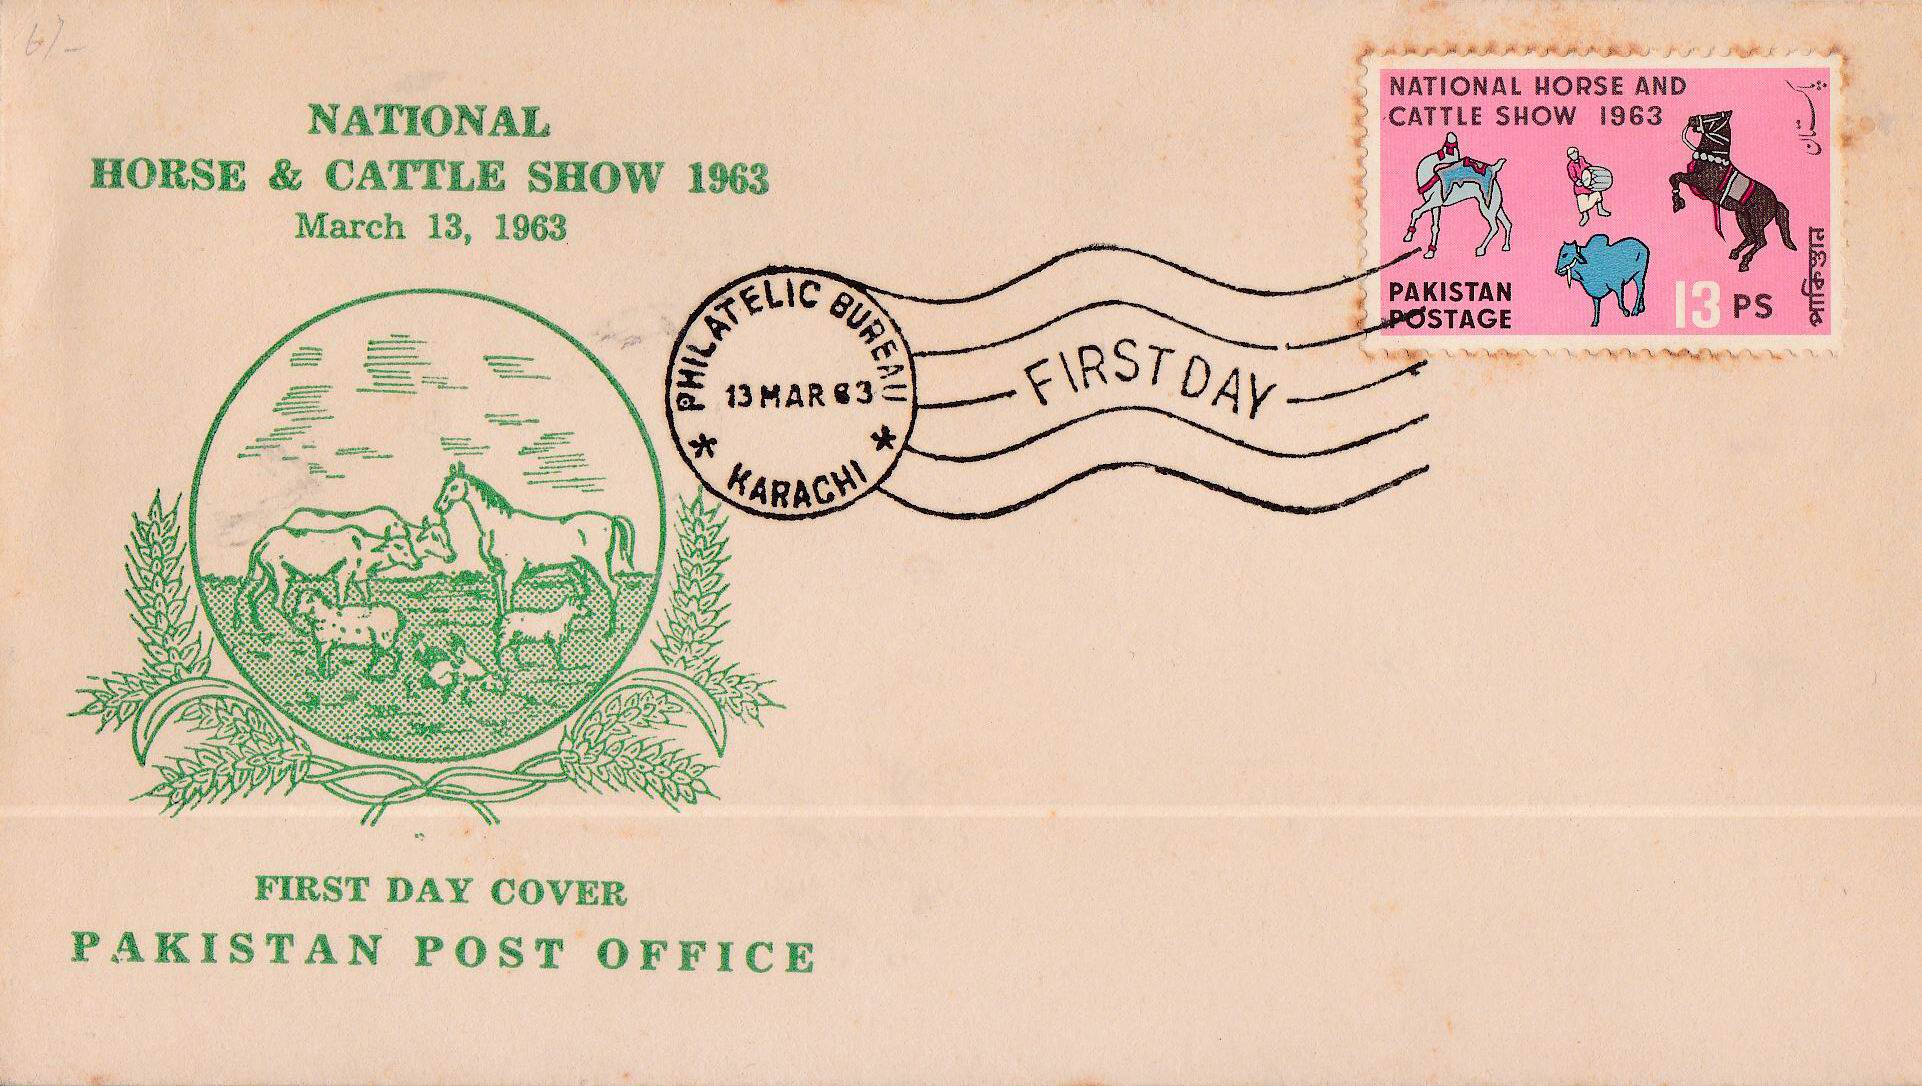 6/-
NATIONAL
HORSE & CATTLE SHOW 1963
March 13, 1963
NATIONAL HORSE AND
CATTLE SHOW 1963
پاکستان
পাকিস্তান
PAKISTAN
POSTAGE
13 PS
PHILATELIC BUREAU
13 MAR 63
KARACHI
FIRST DAY
FIRST DAY COVER
PAKISTAN POST OFFICE